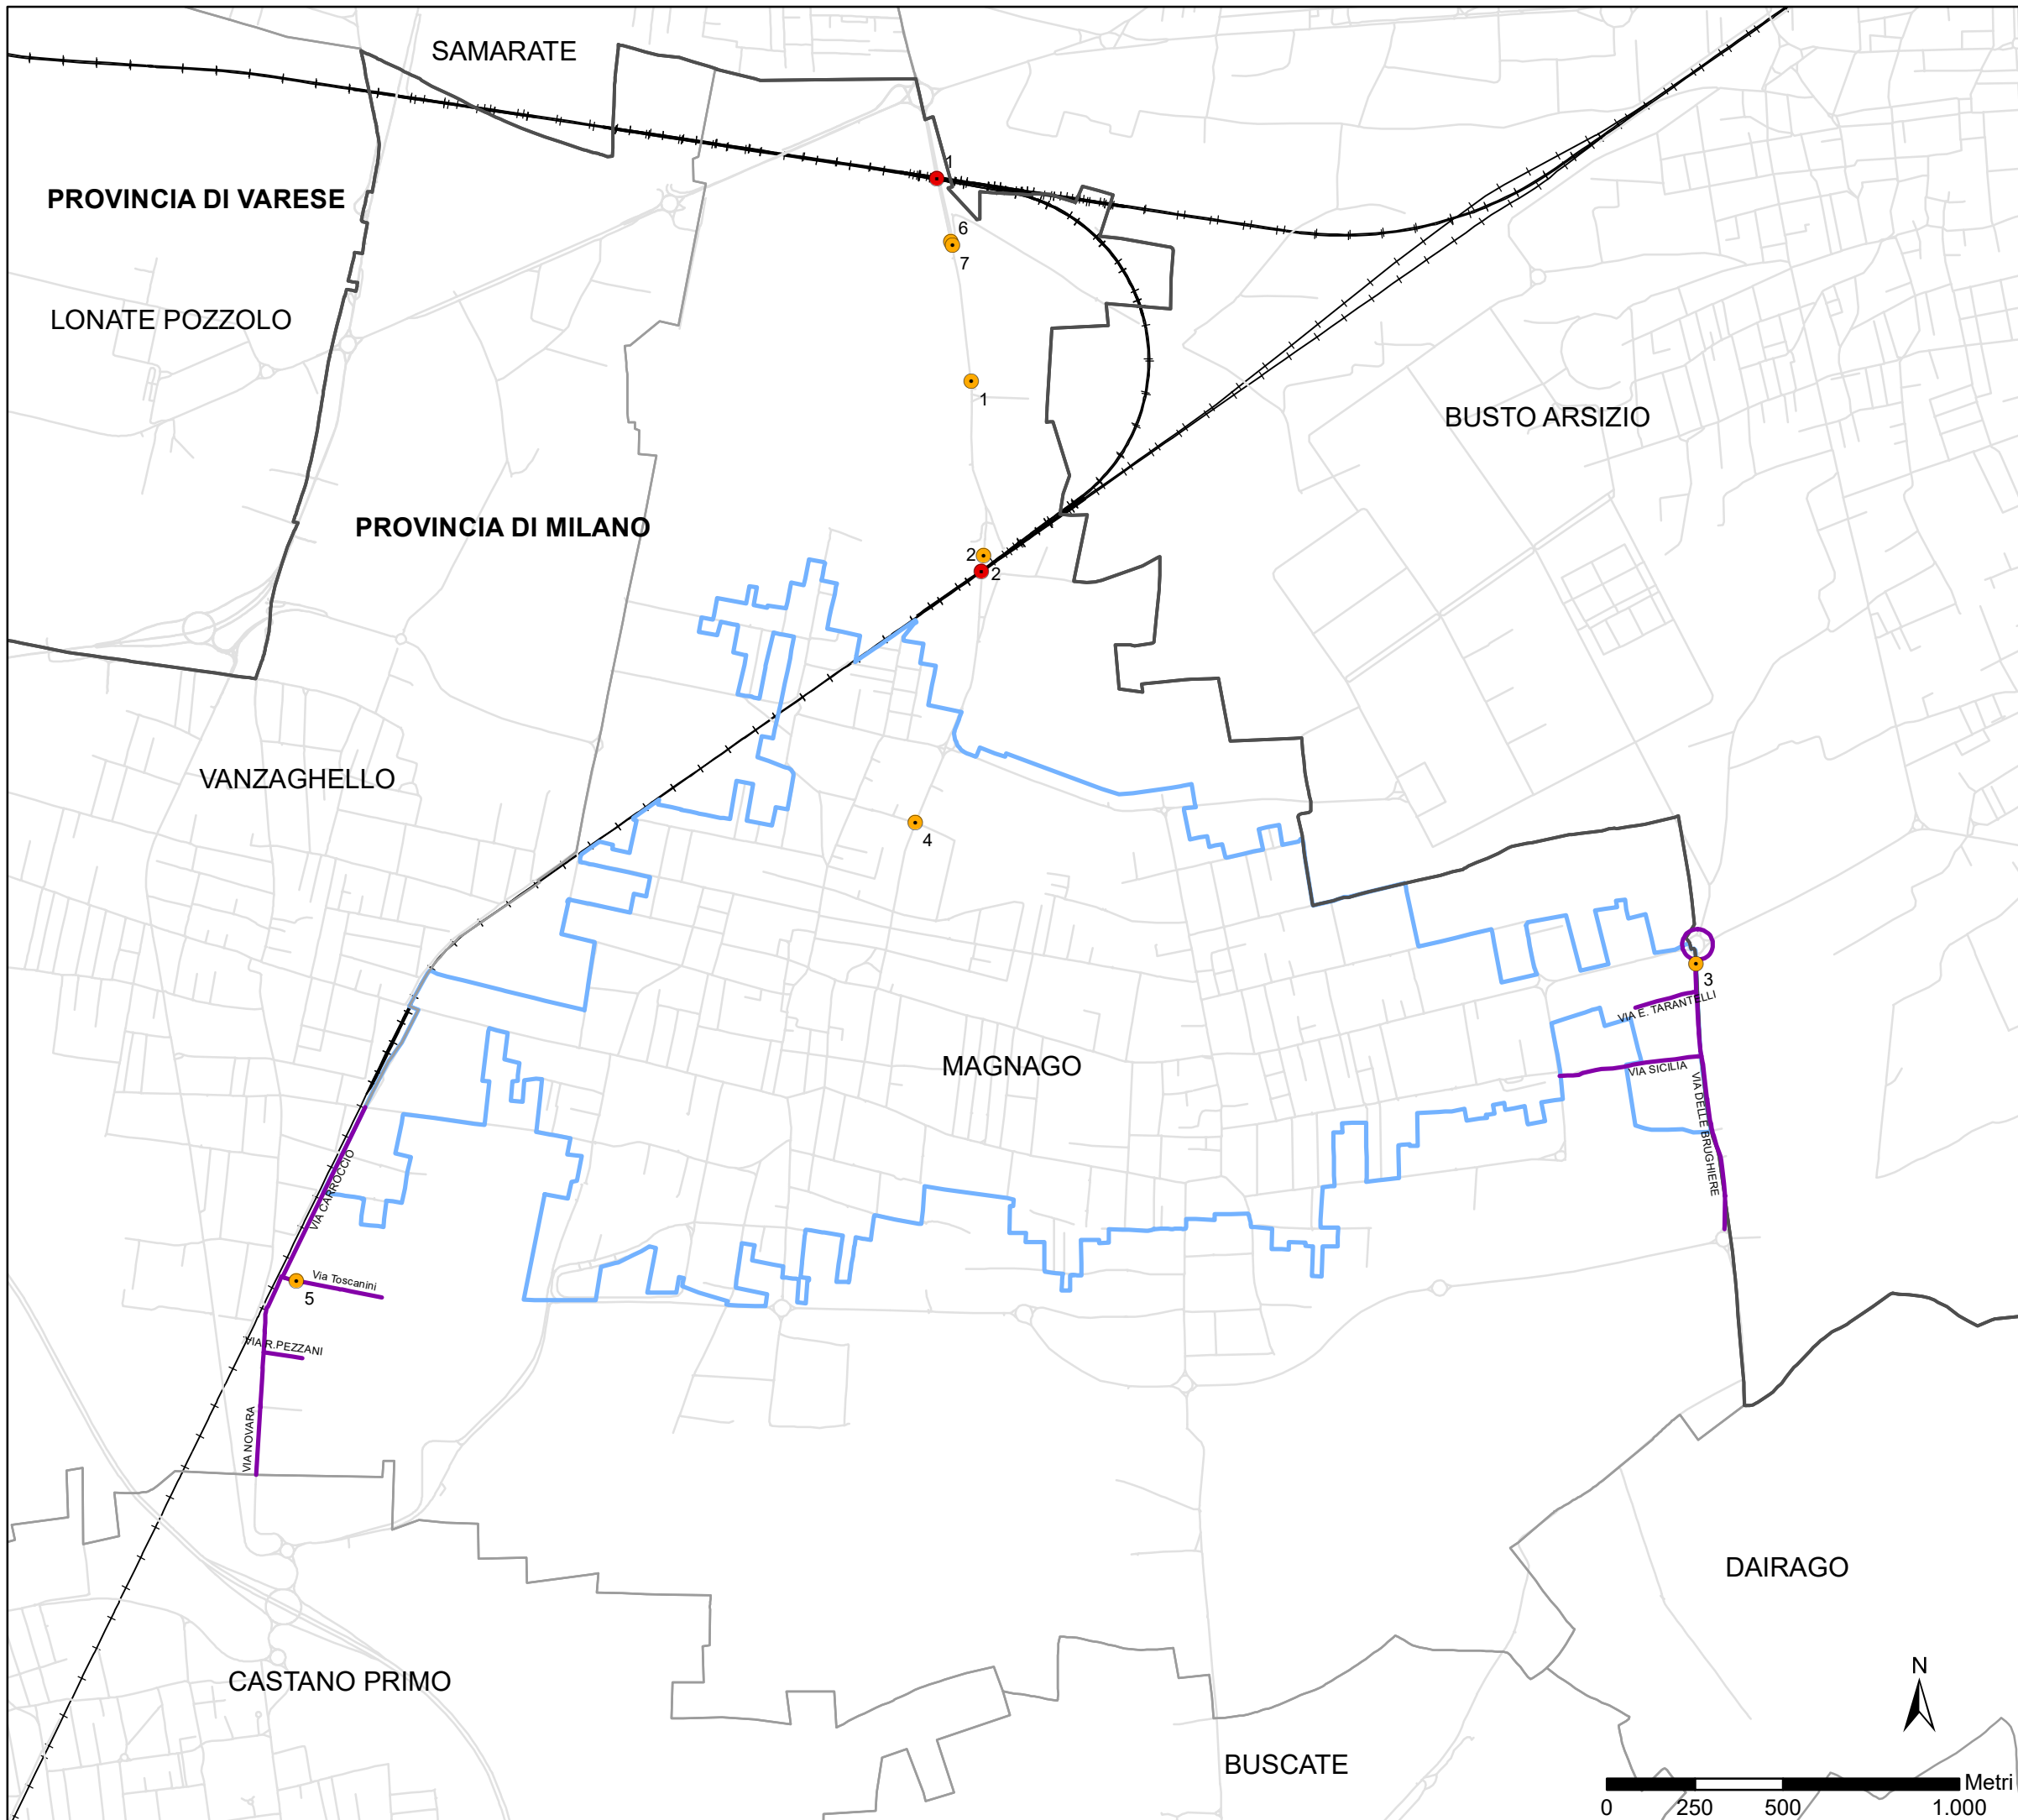 SAMARATE
1
PROVINCIA DI VARESE
6
7
LONATE POZZOLO
1
BUSTO ARSIZIO
PROVINCIA DI MILANO
2
2
VANZAGHELLO
4
3
VIA E. TARANTELLI
MAGNAGO
VIA SICILIA
VIA DELLE BRUGHIERE
VIA CARROCCIO
Via Toscanini
5
VIA R.PEZZANI
VIA NOVARA
DAIRAGO
CASTANO PRIMO
N
BUSCATE
Metri
0 250 500 1.000